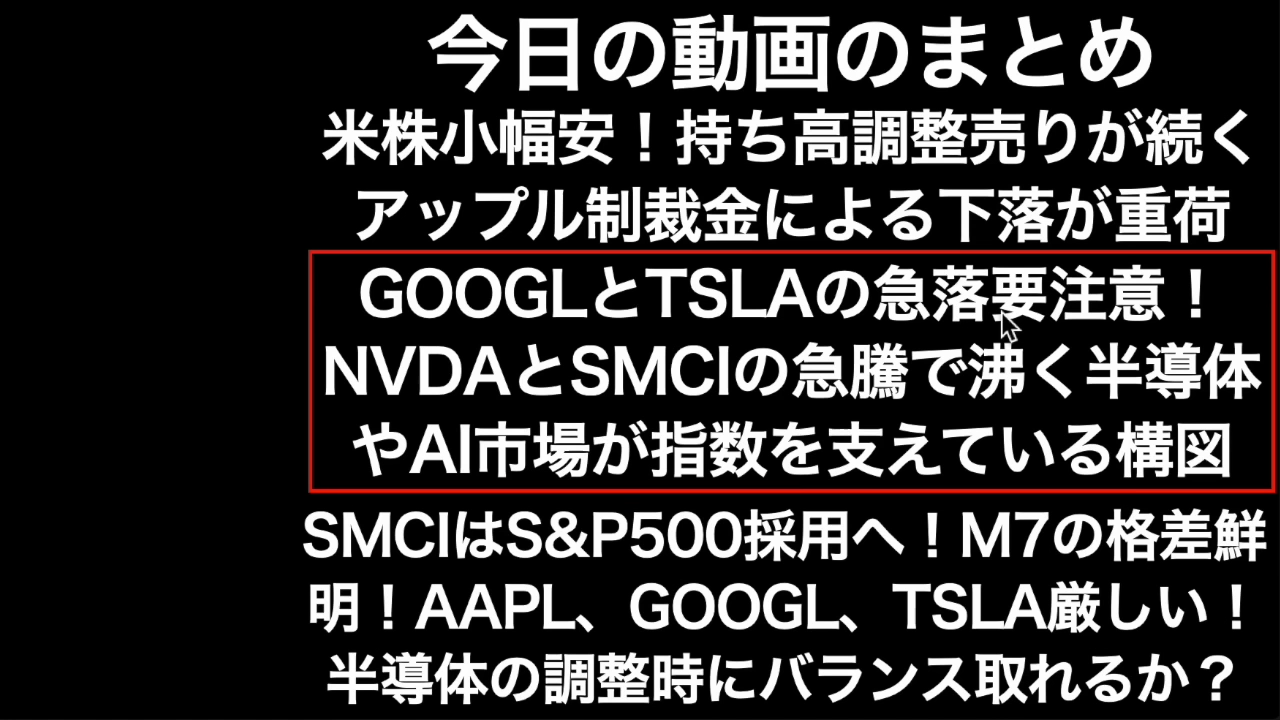 今日の動画のまとめ
米株小幅安！持ち高調整売りが続く
アップル制裁金による下落が重荷
GOOGLとTSLAの急落要注意！
NVDAとSMCIの急騰で沸く半導体
やAI市場が指数を支えている構図
SMCIはS&P500採用へ！M7の格差鮮
明！AAPL、GOOGL、TSLA厳しい！
半導体の調整時にバランス取れるか？